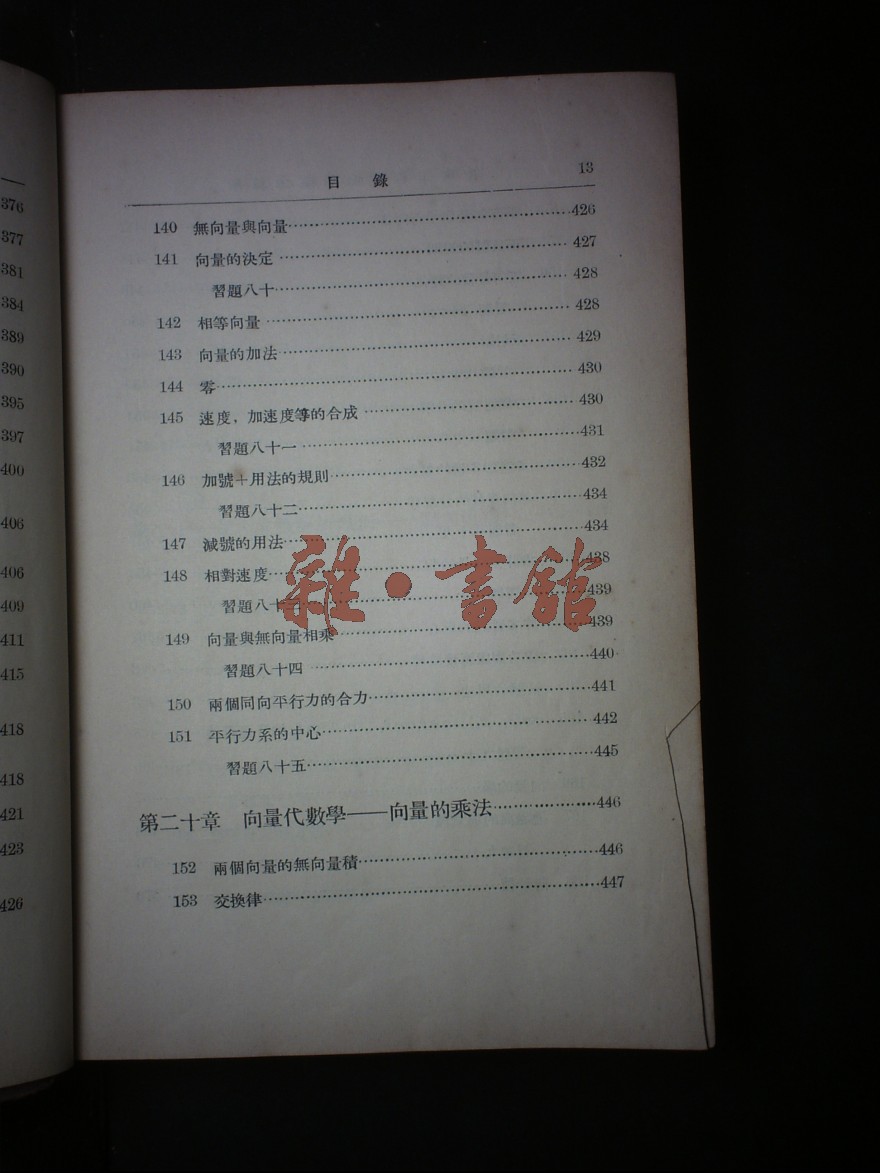 376
377
381
384
389
390
395
397
400
406
406
409
411
415
418
418
421
423
426
目 錄 13
140 無向量與向量……426
141 向量的決定……427
習題八十……428
142 相等向量……428
143 向量的加法……429
144 零……430
145 速度，加速度等的合成……430
習題八十一……431
146 加號+用法的規則……432
習題八十二……434
147 減號的用法……434
148 相對速度……438
習題八十三……439
149 向量與無向量相乘……439
習題八十四……440
150 兩個同向平行力的合力……441
151 平行力系的中心……442
習題八十五……445
第二十章 向量代數學——向量的乘法……446
152 兩個向量的無向量積……446
153 交換律……447
雜·書館